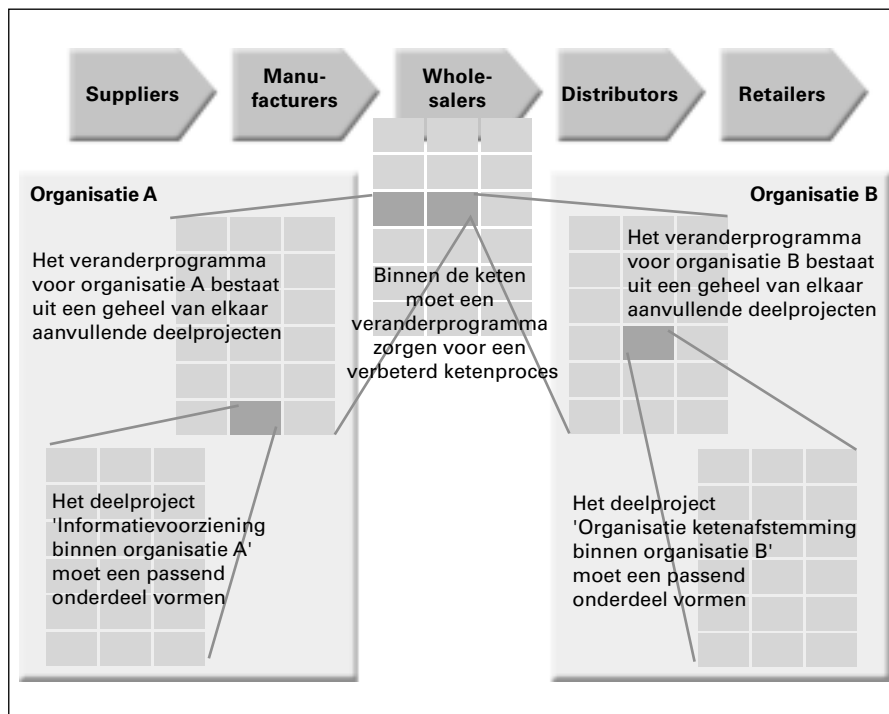 Suppliers
Manu-
facturers
Whole-
salers
Distributors
Retailers
Organisatie A
Het veranderprogramma
voor organisatie A bestaat
uit een geheel van elkaar
aanvullende deelprojecten
Het deelproject
'Informatievoorziening
binnen organisatie A'
moet een passend
onderdeel vormen
Binnen de keten
moet een
veranderprogramma
zorgen voor een
verbeterd ketenproces
Organisatie B
Het veranderprogramma
voor organisatie B bestaat
uit een geheel van elkaar
aanvullende deelprojecten
Het deelproject
'Organisatie ketenafstemming
binnen organisatie B'
moet een passend
onderdeel vormen